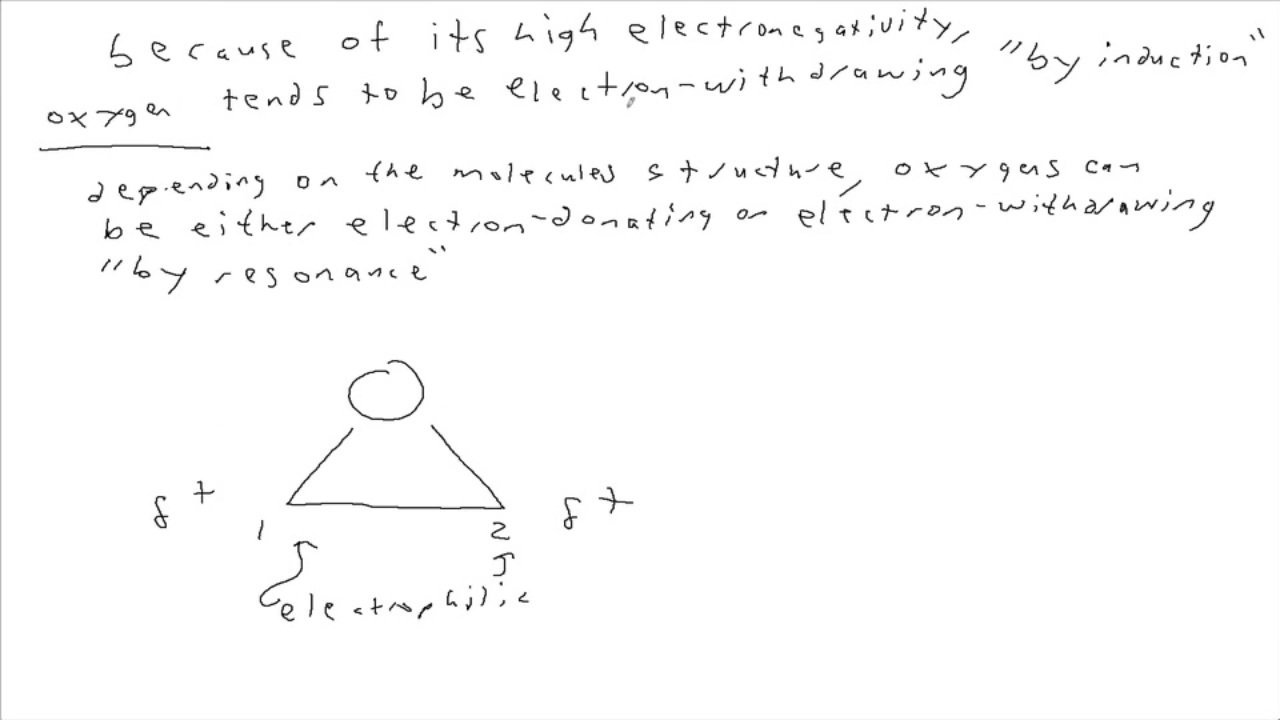 because of its high electronegativity, "by induction"
oxygen tends to be electron-withdrawing
depending on the molecules structure, oxygens can
be either electron-donating or electron-withdrawing
"by resonance"
O
δ+ δ+
1 2
electrophilic